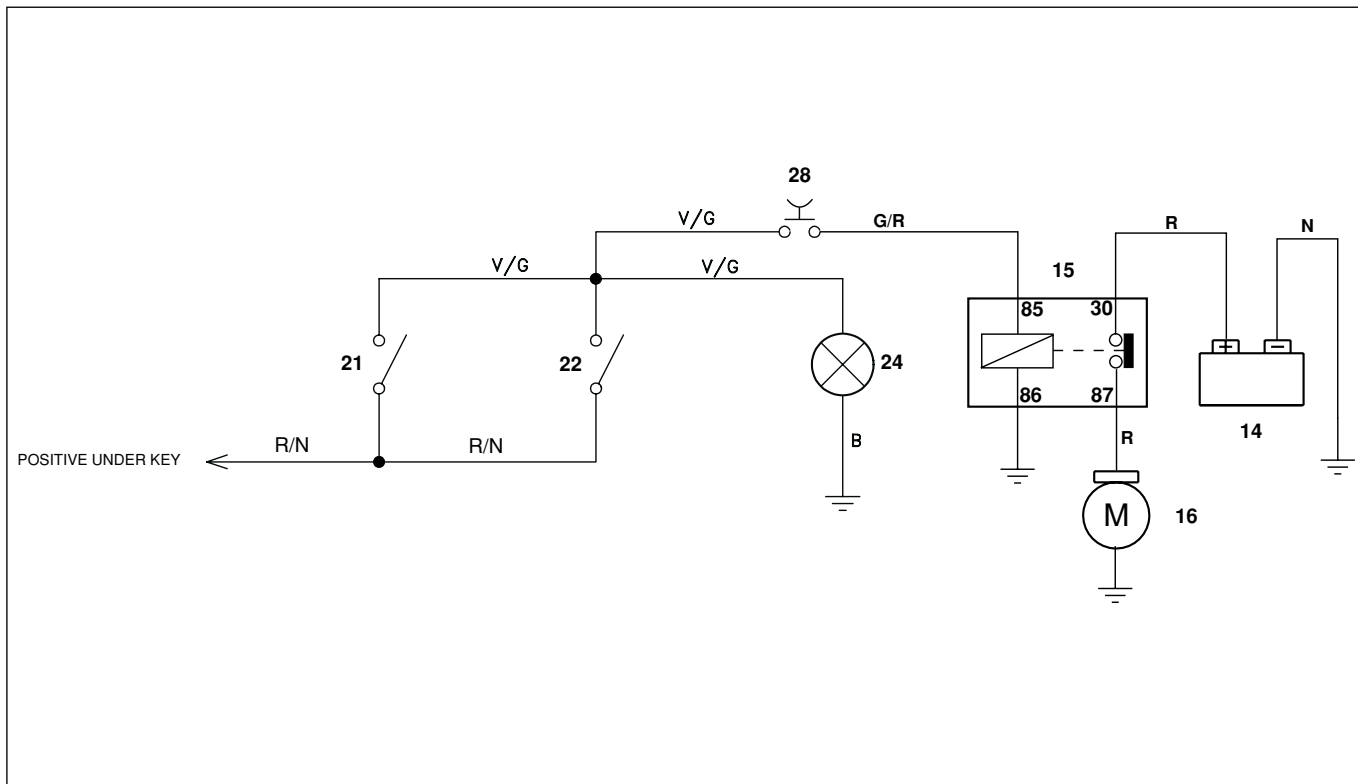 28
V/G
G/R
R
N
V/G
V/G
15
85
30
21
22
24
+
−
86
87
14
R/N
R/N
B
R
POSITIVE UNDER KEY
M
16